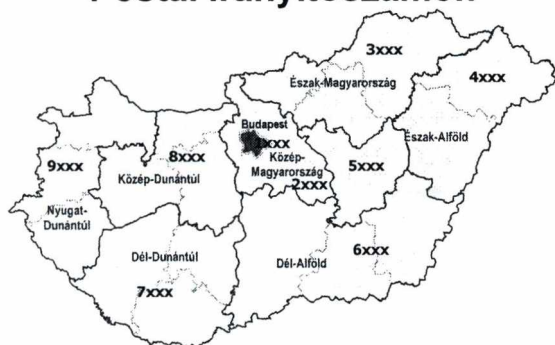 3xxx
4xxx
Észak-Magyarország
Budapest
1xxx
Észak-Alföld
9xxx
8xxx
Közép-
Magyarország
5xxx
Közép-Dunántúl
2xxx
Nyugat-
Dunántúl
Dél-Dunántúl
Dél-Alföld
6xxx
7xxx